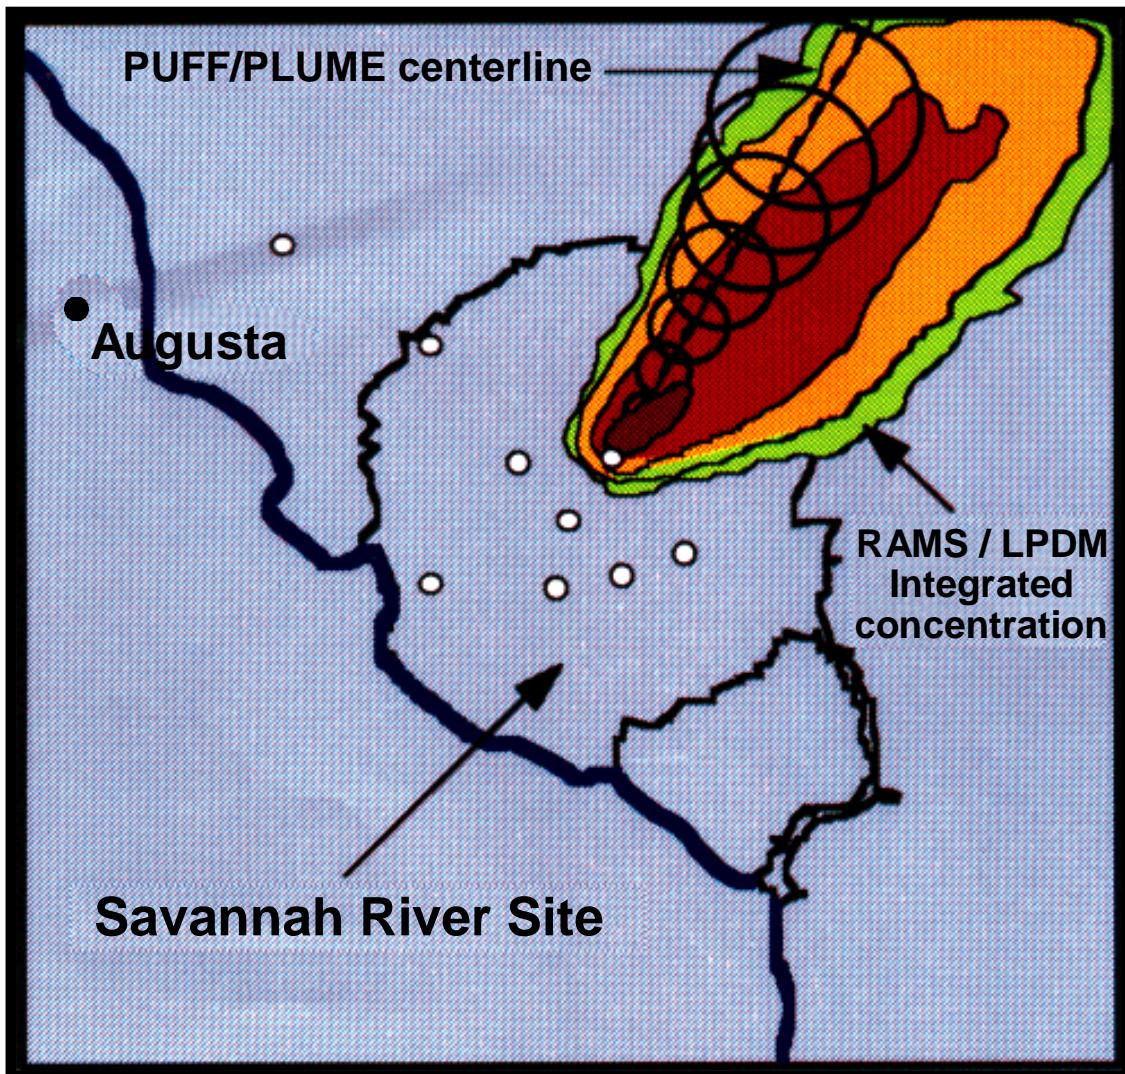 PUFF/PLUME centerline
Augusta
RAMS / LPDM
Integrated
concentration
Savannah River Site